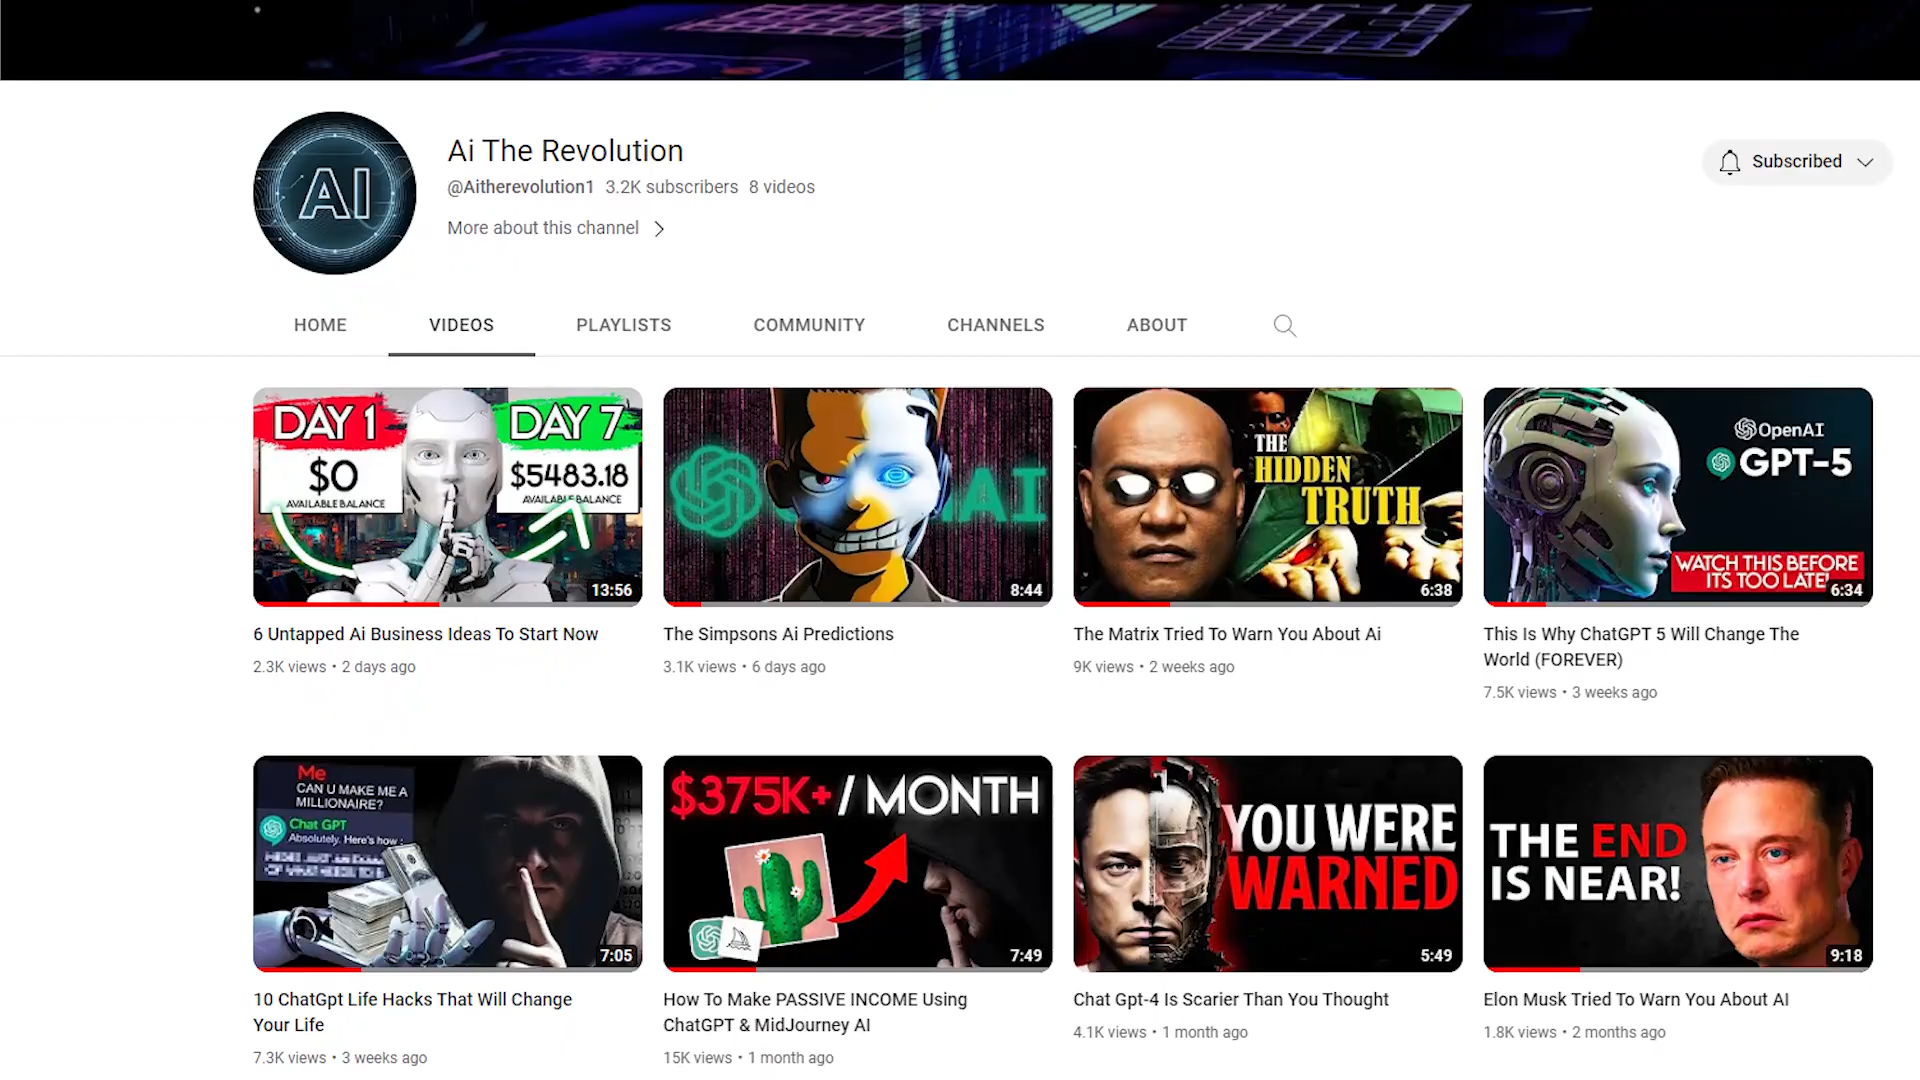 AI
Ai The Revolution
@Aitherevolution1 3.2K subscribers 8 videos
More about this channel
Subscribed
HOME VIDEOS PLAYLISTS COMMUNITY CHANNELS ABOUT
DAY 1
$0
AVAILABLE BALANCE
DAY 7
$5483.18
AVAILABLE BALANCE
13:56
AI
8:44
THE
HIDDEN
TRUTH
6:38
OpenAI
GPT-5
WATCH THIS BEFORE
ITS TOO LATE!
6:34
6 Untapped Ai Business Ideas To Start Now
2.3K views • 2 days ago
The Simpsons Ai Predictions
3.1K views • 6 days ago
The Matrix Tried To Warn You About Ai
9K views • 2 weeks ago
This Is Why ChatGPT 5 Will Change The
World (FOREVER)
7.5K views • 3 weeks ago
Me
CAN U MAKE ME A
MILLIONAIRE?
Chat GPT
Absolutely. Here's how :
7:05
$375K+ / MONTH
7:49
YOU WERE
WARNED
5:49
THE END
IS NEAR!
9:18
10 ChatGpt Life Hacks That Will Change
Your Life
7.3K views • 3 weeks ago
How To Make PASSIVE INCOME Using
ChatGPT & MidJourney AI
15K views • 1 month ago
Chat Gpt-4 Is Scarier Than You Thought
4.1K views • 1 month ago
Elon Musk Tried To Warn You About AI
1.8K views • 2 months ago